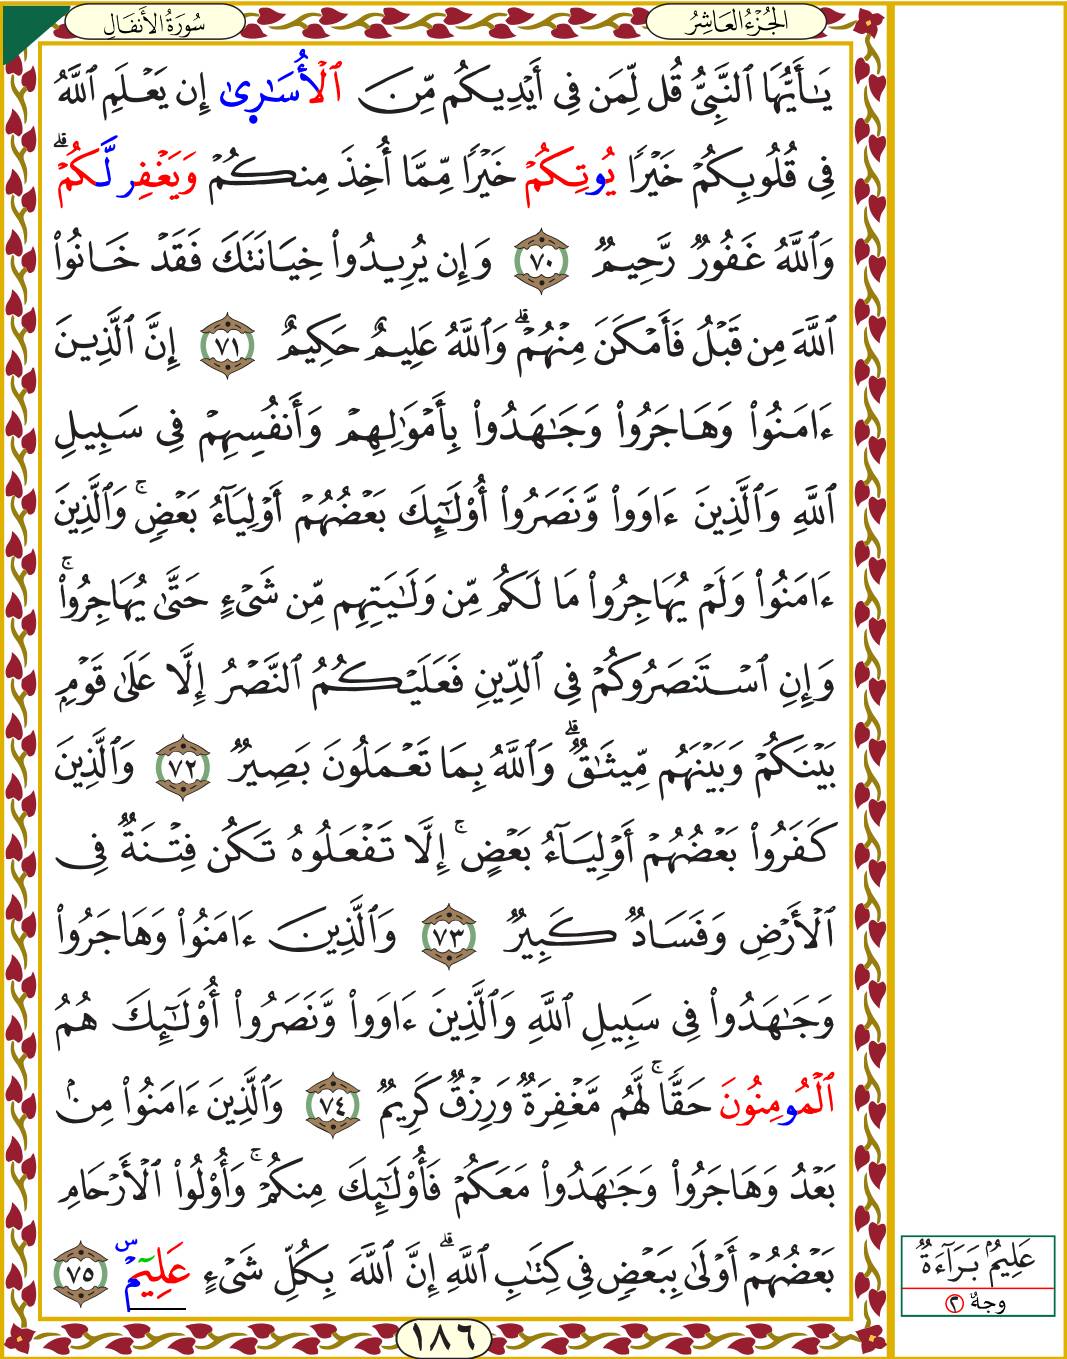 الجُزْءُ العَاشِرُ
سُورَةُ الأَنفَالِ
يَـٰٓأَيُّهَا ٱلنَّبِىُّ قُل لِّمَن فِىٓ أَيْدِيكُم مِّنَ ٱلْأُسَـٰرِىٰ إِن يَعْلَمِ ٱللَّهُ
فِى قُلُوبِكُمْ خَيْرًا يُوتِكُمْ خَيْرًا مِّمَّآ أُخِذَ مِنكُمْ وَيَغْفِر لَّكُمْۗ
وَٱللَّهُ غَفُورٌ رَّحِيمٌ ٧٠ وَإِن يُرِيدُوا۟ خِيَانَتَكَ فَقَدْ خَانُوا۟
ٱللَّهَ مِن قَبْلُ فَأَمْكَنَ مِنْهُمْۗ وَٱللَّهُ عَلِيمٌ حَكِيمٌ ٧١ إِنَّ ٱلَّذِينَ
ءَامَنُوا۟ وَهَاجَرُوا۟ وَجَـٰهَدُوا۟ بِأَمْوَٰلِهِمْ وَأَنفُسِهِمْ فِى سَبِيلِ
ٱللَّهِ وَٱلَّذِينَ ءَاوَوا۟ وَّنَصَرُوٓا۟ أُو۟لَـٰٓئِكَ بَعْضُهُمْ أَوْلِيَآءُ بَعْضٍۚ وَٱلَّذِينَ
ءَامَنُوا۟ وَلَمْ يُهَاجِرُوا۟ مَا لَكُم مِّن وَلَـٰيَتِهِم مِّن شَىْءٍ حَتَّىٰ يُهَاجِرُوا۟ۚ
وَإِنِ ٱسْتَنصَرُوكُمْ فِى ٱلدِّينِ فَعَلَيْكُمُ ٱلنَّصْرُ إِلَّا عَلَىٰ قَوْمٍۭ
بَيْنَكُمْ وَبَيْنَهُم مِّيثَـٰقٌۗ وَٱللَّهُ بِمَا تَعْمَلُونَ بَصِيرٌ ٧٢ وَٱلَّذِينَ
كَفَرُوا۟ بَعْضُهُمْ أَوْلِيَآءُ بَعْضٍۚ إِلَّا تَفْعَلُوهُ تَكُن فِتْنَةٌ فِى
ٱلْأَرْضِ وَفَسَادٌ كَبِيرٌ ٧٣ وَٱلَّذِينَ ءَامَنُوا۟ وَهَاجَرُوا۟
وَجَـٰهَدُوا۟ فِى سَبِيلِ ٱللَّهِ وَٱلَّذِينَ ءَاوَوا۟ وَّنَصَرُوٓا۟ أُو۟لَـٰٓئِكَ هُمُ
ٱلْمُومِنُونَ حَقًّاۚ لَّهُم مَّغْفِرَةٌ وَرِزْقٌ كَرِيمٌ ٧٤ وَٱلَّذِينَ ءَامَنُوا۟ مِنۢ
بَعْدُ وَهَاجَرُوا۟ وَجَـٰهَدُوا۟ مَعَكُمْ فَأُو۟لَـٰٓئِكَ مِنكُمْۚ وَأُو۟لُوا۟ ٱلْأَرْحَامِ
بَعْضُهُمْ أَوْلَىٰ بِبَعْضٍ فِى كِتَـٰبِ ٱللَّهِۗ إِنَّ ٱللَّهَ بِكُلِّ شَىْءٍ عَلِيمٌۜ ٧٥
عَلِيمٌۢ بَرَآءَةٌ
وجهٌ ٢
١٨٦